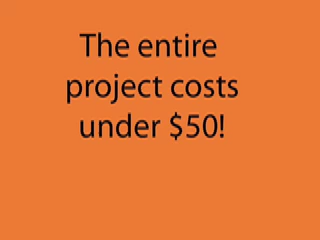 The entire
project costs
under $50!